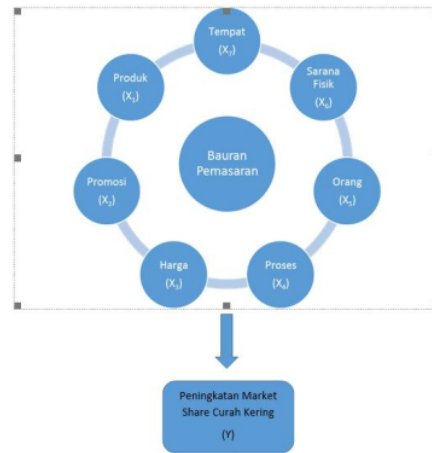 Tempat
(X₇)
Sarana
Fisik
(X₆)
Orang
(X₅)
Proses
(X₄)
Harga
(X₃)
Promosi
(X₂)
Produk
(X₁)
Bauran
Pemasaran
Peningkatan Market
Share Curah Kering
(Y)